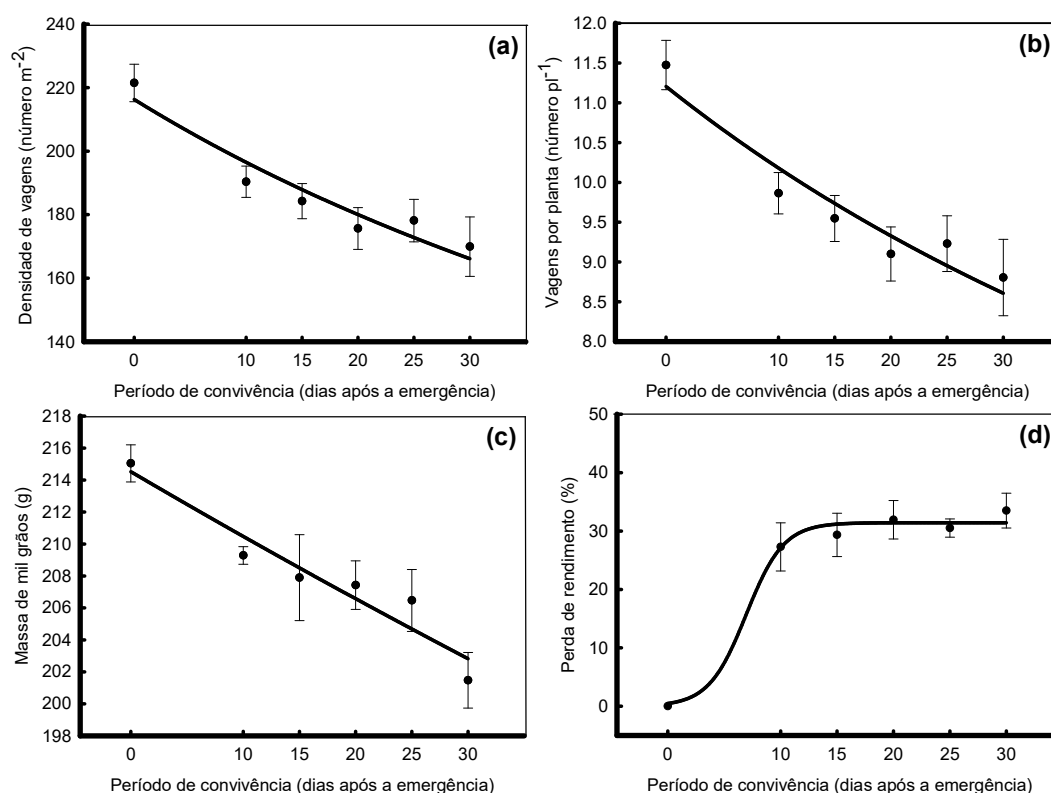 (a)
Densidade de vagens (número m⁻²)
240
220
200
180
160
140
0 10 15 20 25 30
Período de convivência (dias após a emergência)
(b)
Vagens por planta (número pl⁻¹)
12.0
11.5
11.0
10.5
10.0
9.5
9.0
8.5
8.0
0 10 15 20 25 30
Período de convivência (dias após a emergência)
(c)
Massa de mil grãos (g)
218
216
214
212
210
208
206
204
202
200
198
0 10 15 20 25 30
Período de convivência (dias após a emergência)
(d)
Perda de rendimento (%)
50
40
30
20
10
0
0 10 15 20 25 30
Período de convivência (dias após a emergência)